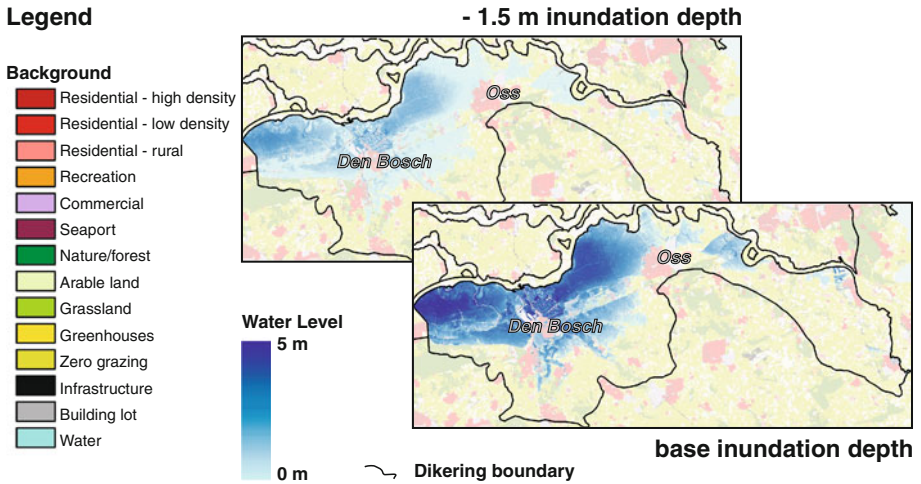 Legend
- 1.5 m inundation depth
Background
Residential - high density
Residential - low density
Residential - rural
Recreation
Commercial
Seaport
Nature/forest
Arable land
Grassland
Greenhouses
Zero grazing
Infrastructure
Building lot
Water
Oss
Den Bosch
Oss
Den Bosch
Water Level
5 m
0 m
Dikering boundary
base inundation depth